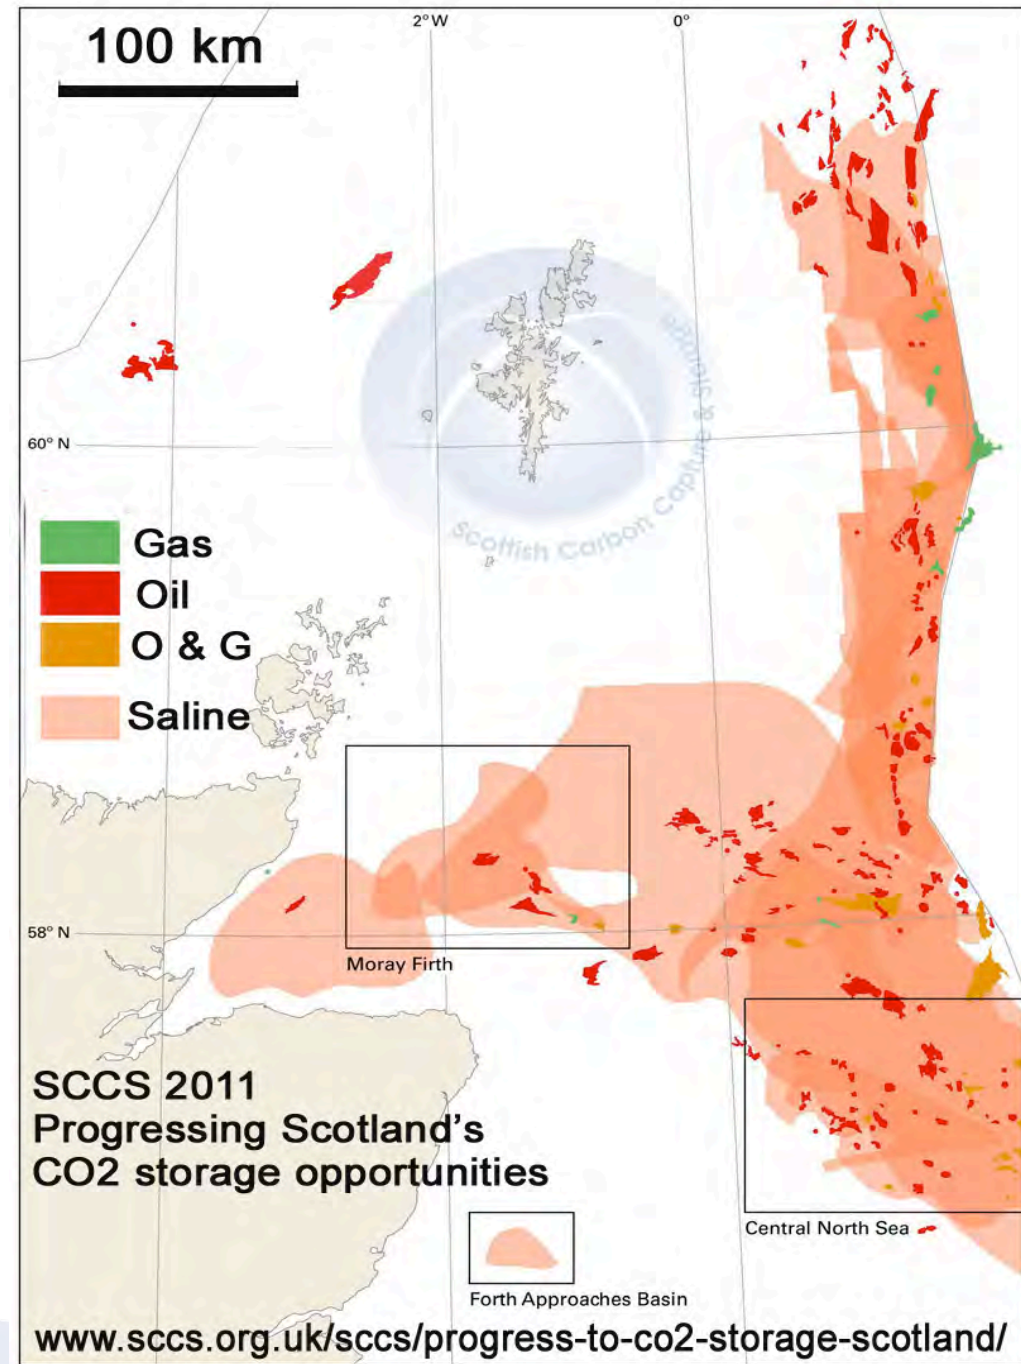 2° W
0°
100 km
60° N
Scottish Carbon Capture & Storage
Gas
Oil
O & G
Saline
58° N
Moray Firth
SCCS 2011
Progressing Scotland's
CO2 storage opportunities
Central North Sea
Forth Approaches Basin
www.sccs.org.uk/sccs/progress-to-co2-storage-scotland/